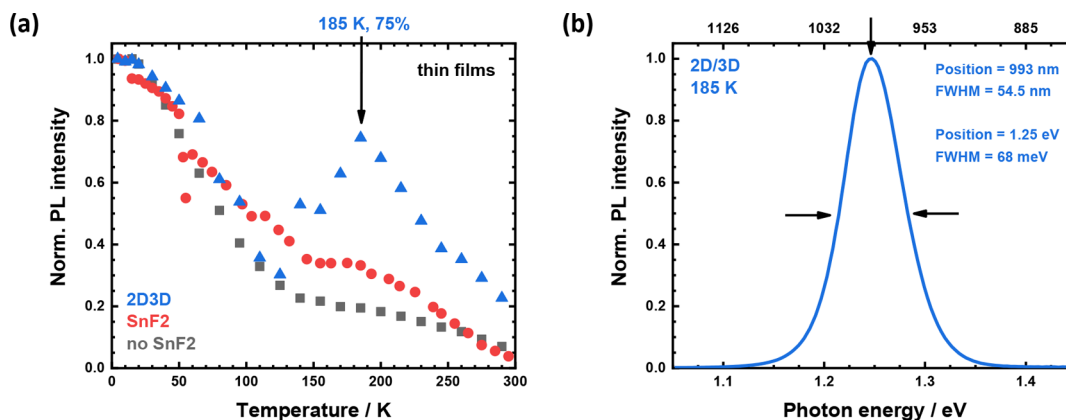 (a)
185 K, 75%
thin films
1.0
0.8
0.6
0.4
0.2
0.0
Norm. PL intensity
2D3D
SnF2
no SnF2
0 50 100 150 200 250 300
Temperature / K
(b)
1126 1032 953 885
2D/3D
185 K
Position = 993 nm
FWHM = 54.5 nm
Position = 1.25 eV
FWHM = 68 meV
1.0
0.8
0.6
0.4
0.2
0.0
Norm. PL intensity
1.1 1.2 1.3 1.4
Photon energy / eV